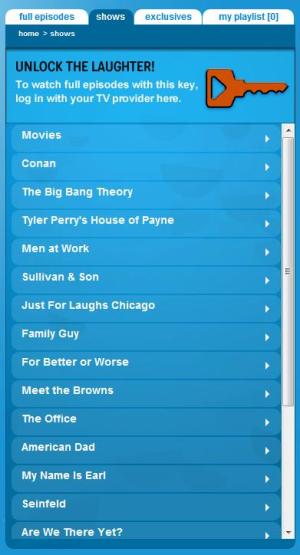 full episodes shows exclusives my playlist [0]
home > shows
UNLOCK THE LAUGHTER!
To watch full episodes with this key,
log in with your TV provider here.
Movies
Conan
The Big Bang Theory
Tyler Perry's House of Payne
Men at Work
Sullivan & Son
Just For Laughs Chicago
Family Guy
For Better or Worse
Meet the Browns
The Office
American Dad
My Name Is Earl
Seinfeld
Are We There Yet?